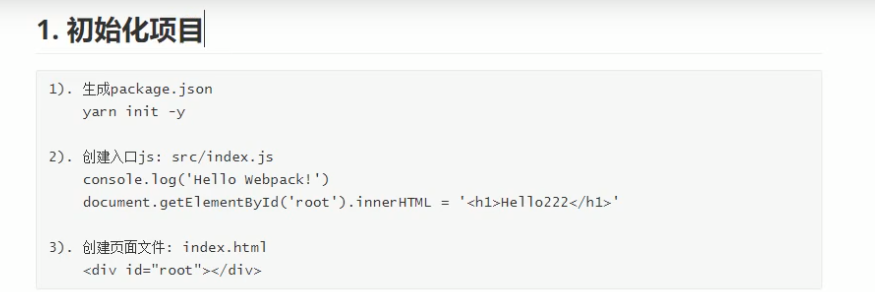 1. 初始化项目
1). 生成package.json
yarn init -y
2). 创建入口js: src/index.js
console.log('Hello Webpack!')
document.getElementById('root').innerHTML = '<h1>Hello222</h1>'
3). 创建页面文件: index.html
<div id="root"></div>